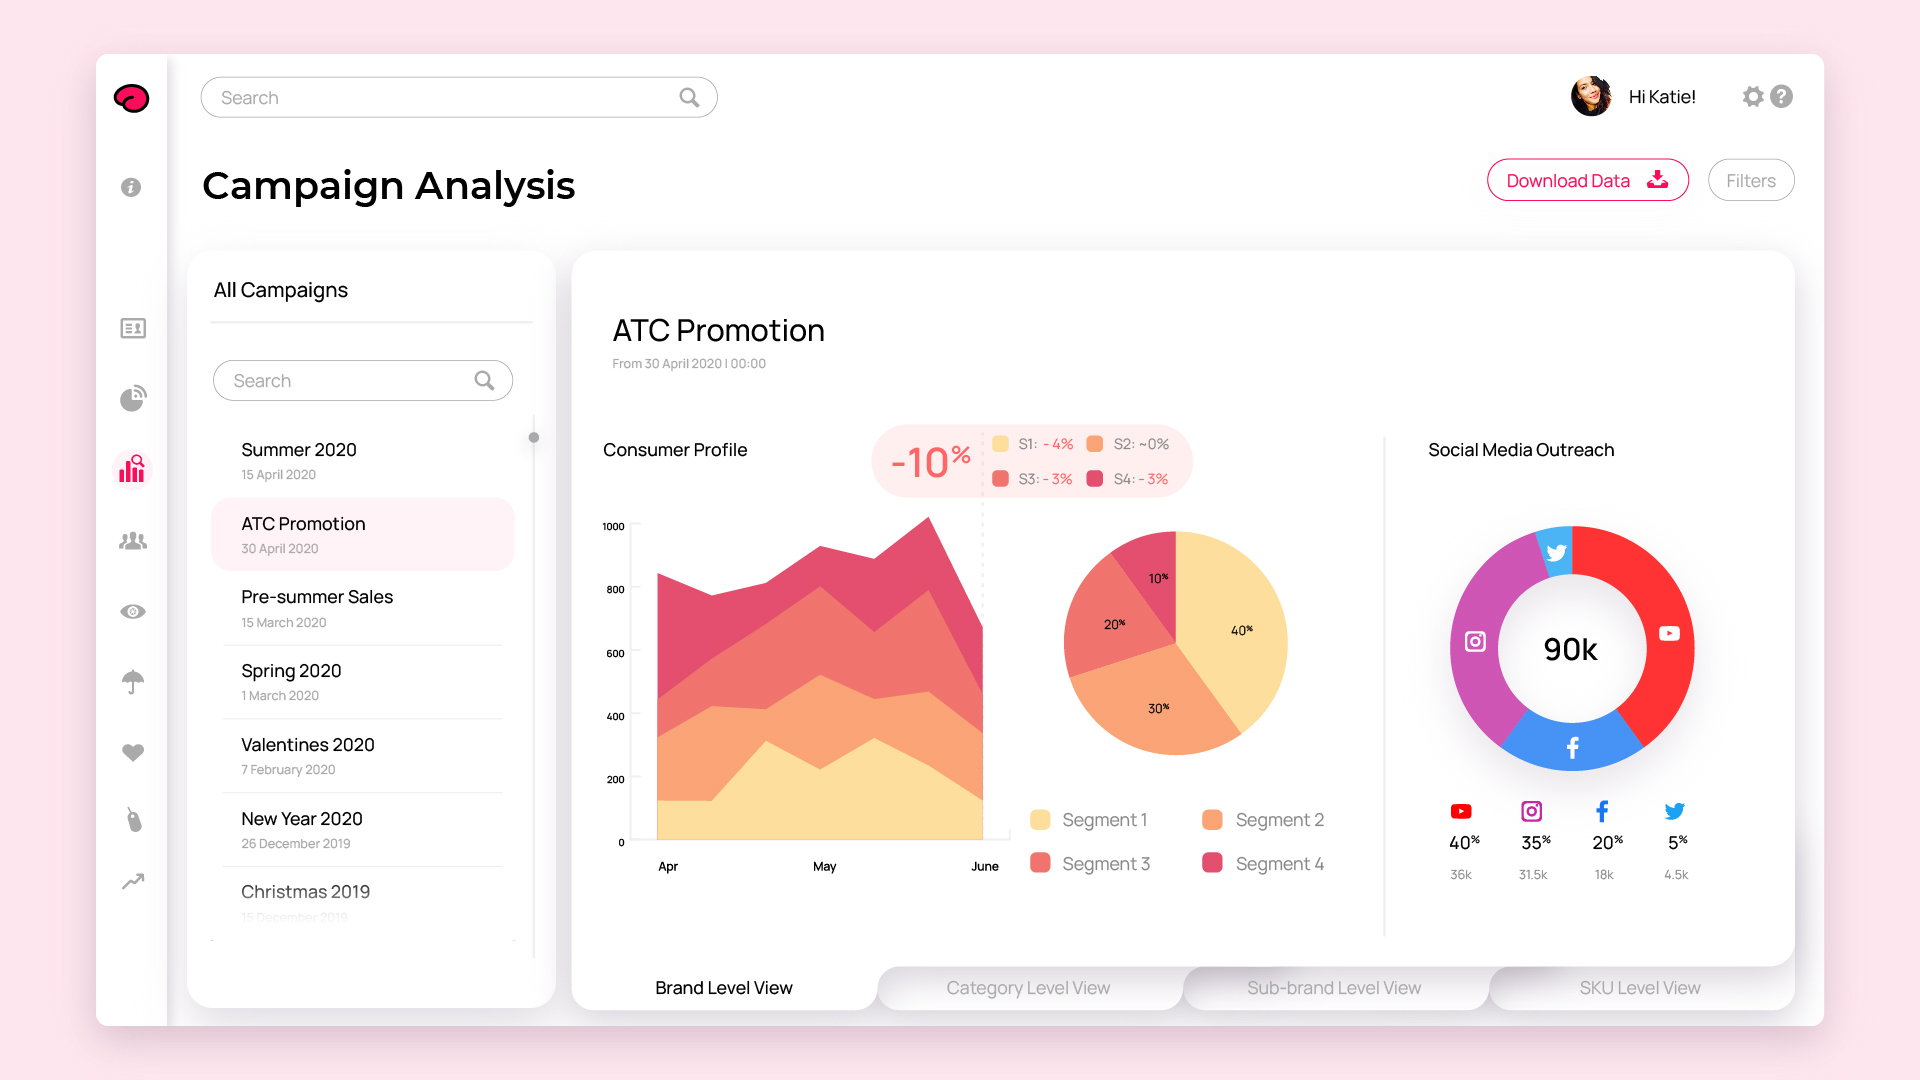 Search
Hi Katie!
?
i
Campaign Analysis
Download Data
Filters
All Campaigns
Search
Summer 2020
15 April 2020
ATC Promotion
30 April 2020
Pre-summer Sales
15 March 2020
Spring 2020
1 March 2020
Valentines 2020
7 February 2020
New Year 2020
26 December 2019
Christmas 2019
15 December 2019
ATC Promotion
From 30 April 2020 | 00:00
Consumer Profile
-10%
S1: - 4%
S2: ~0%
S3: - 3%
S4: - 3%
1000
800
600
400
200
0
Apr
May
June
10%
20%
40%
30%
Segment 1
Segment 2
Segment 3
Segment 4
Social Media Outreach
90k
40%
35%
20%
5%
36k
31.5k
18k
4.5k
Brand Level View
Category Level View
Sub-brand Level View
SKU Level View